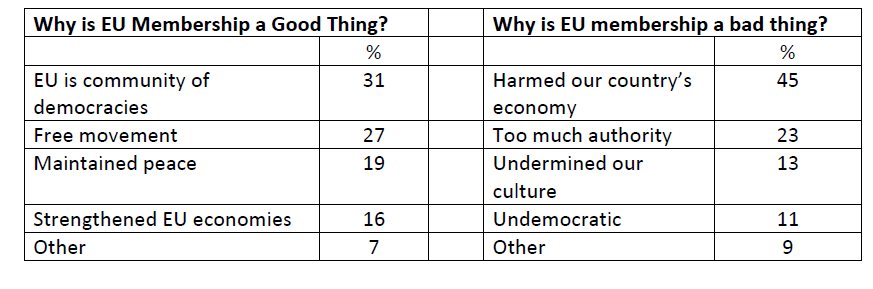 Why is EU Membership a Good Thing? Why is EU membership a bad thing?
% %
EU is community of Harmed our country’s
democracies economy
31 45
Free movement 27 Too much authority 23
Maintained peace 19 Undermined our 13
culture
Strengthened EU economies 16 Undemocratic 11
Other 7 Other 9